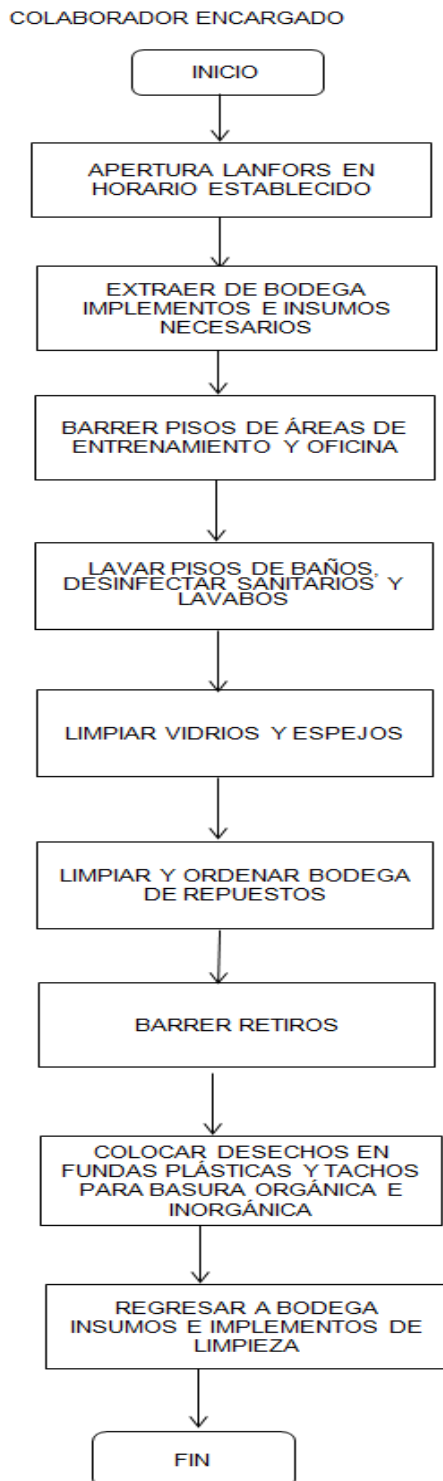 COLABORADOR ENCARGADO
INICIO
APERTURA LANFORS EN
HORARIO ESTABLECIDO
EXTRAER DE BODEGA
IMPLEMENTOS E INSUMOS
NECESARIOS
BARRER PISOS DE ÁREAS DE
ENTRENAMIENTO Y OFICINA
LAVAR PISOS DE BAÑOS,
DESINFECTAR SANITARIOS Y
LAVABOS
LIMPIAR VIDRIOS Y ESPEJOS
LIMPIAR Y ORDENAR BODEGA
DE REPUESTOS
BARRER RETIROS
COLOCAR DESECHOS EN
FUNDAS PLÁSTICAS Y TACHOS
PARA BASURA ORGÁNICA E
INORGÁNICA
REGRESAR A BODEGA
INSUMOS E IMPLEMENTOS DE
LIMPIEZA
FIN